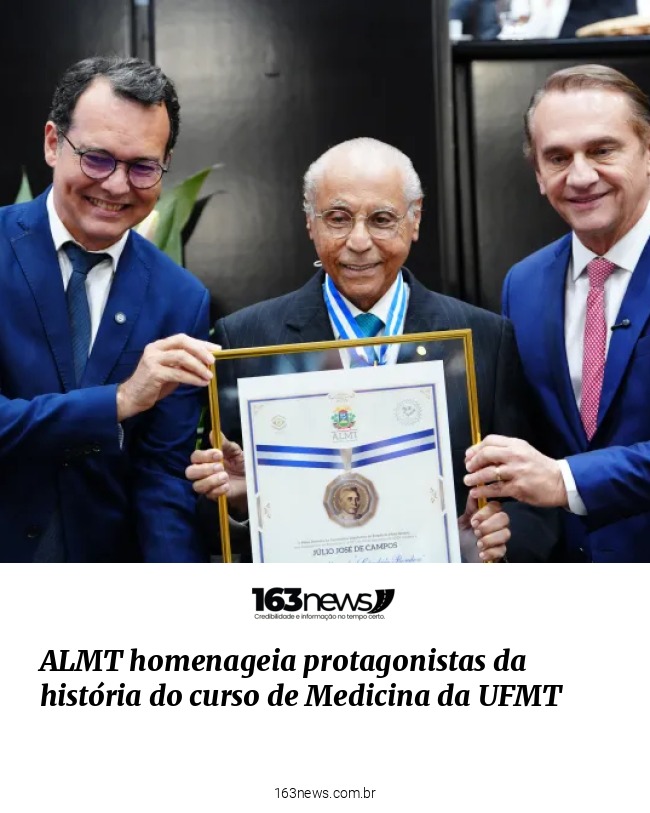 ALMT
JÚLIO JOSÉ DE CAMPOS
163news
Credibilidade e informação no tempo certo.
ALMT homenageia protagonistas da
história do curso de Medicina da UFMT
163news.com.br